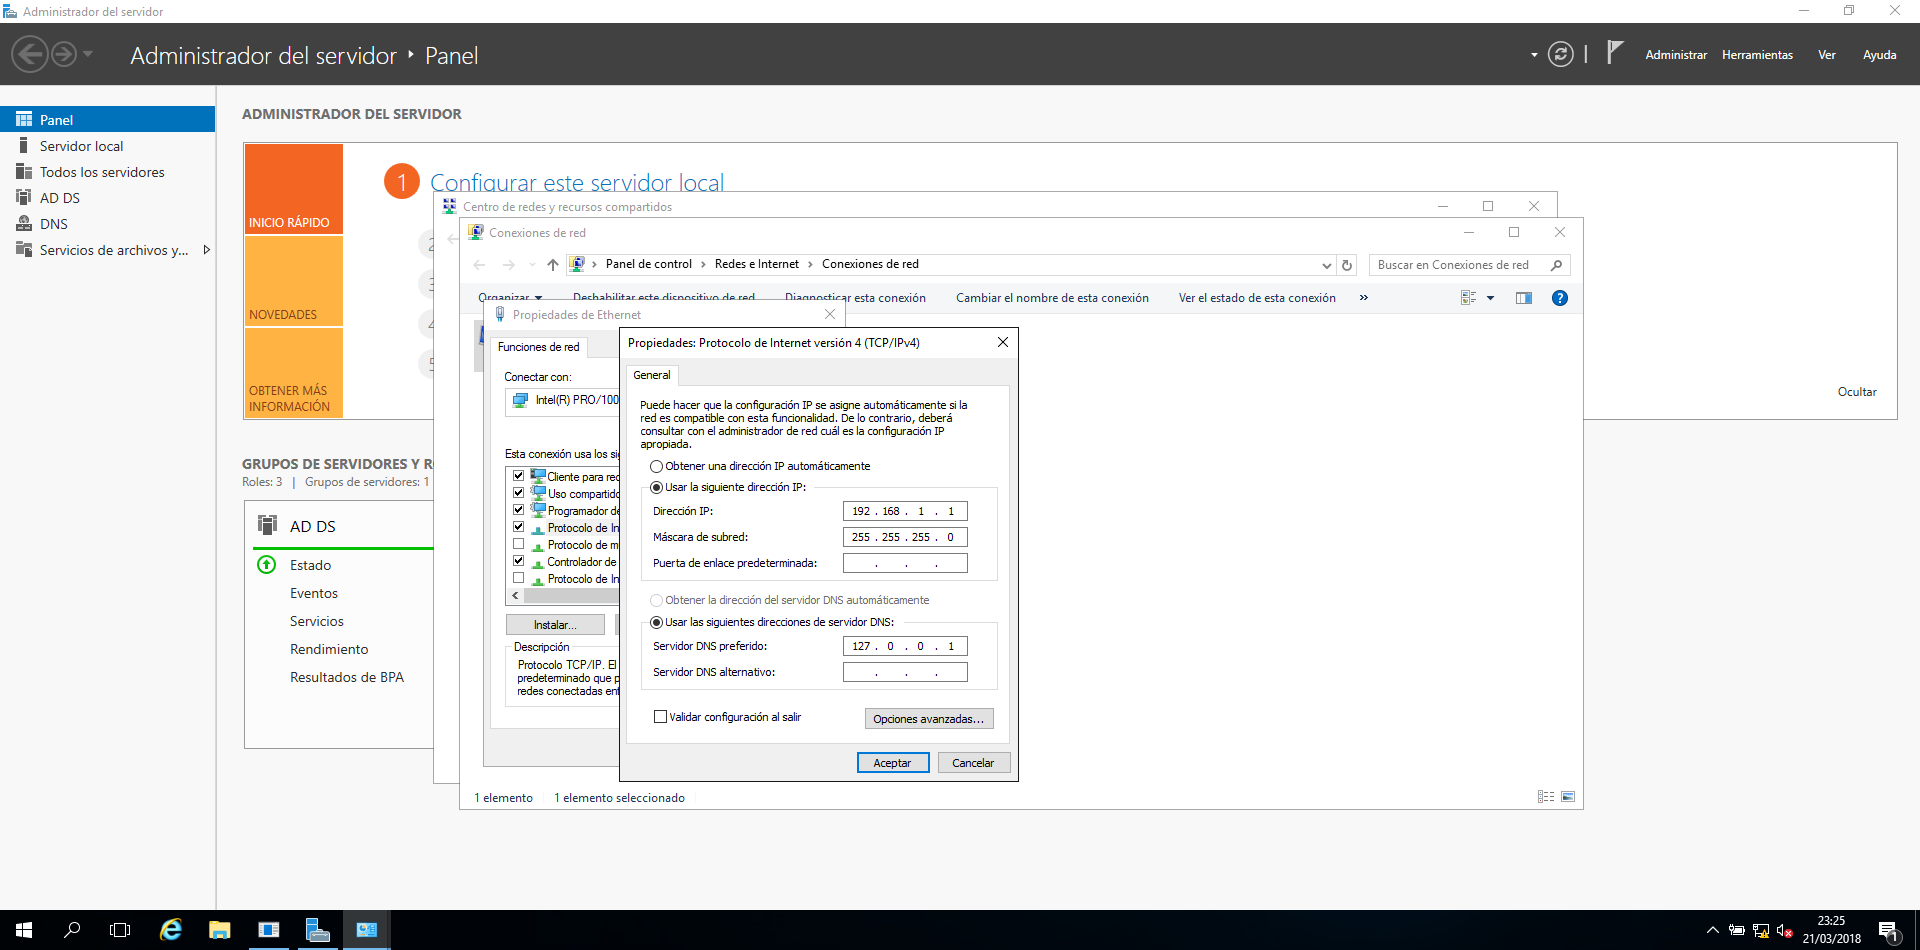 Administrador del servidor
Administrador del servidor ‣ Panel
Administrar Herramientas Ver Ayuda
Panel
Servidor local
Todos los servidores
AD DS
DNS
Servicios de archivos y...
ADMINISTRADOR DEL SERVIDOR
INICIO RÁPIDO
NOVEDADES
OBTENER MÁS
INFORMACIÓN
1 Configurar este servidor local
2
3
4
5
Ocultar
GRUPOS DE SERVIDORES Y R
Roles: 3 | Grupos de servidores: 1
AD DS
Estado
Eventos
Servicios
Rendimiento
Resultados de BPA
Centro de redes y recursos compartidos
Conexiones de red
Panel de control › Redes e Internet › Conexiones de red
Buscar en Conexiones de red
Organizar Deshabilitar este dispositivo de red Diagnosticar esta conexión Cambiar el nombre de esta conexión Ver el estado de esta conexión »
1 elemento 1 elemento seleccionado
Propiedades de Ethernet
Funciones de red
Conectar con:
Intel(R) PRO/100
Esta conexión usa los si
Cliente para rec
Uso compartido
Programador de
Protocolo de In
Protocolo de m
Controlador de
Protocolo de In
Instalar...
Descripción
Protocolo TCP/IP. El
predeterminado que p
redes conectadas ent
Propiedades: Protocolo de Internet versión 4 (TCP/IPv4)
General
Puede hacer que la configuración IP se asigne automáticamente si la
red es compatible con esta funcionalidad. De lo contrario, deberá
consultar con el administrador de red cuál es la configuración IP
apropiada.
Obtener una dirección IP automáticamente
Usar la siguiente dirección IP:
Dirección IP: 192 . 168 . 1 . 1
Máscara de subred: 255 . 255 . 255 . 0
Puerta de enlace predeterminada: . . .
Obtener la dirección del servidor DNS automáticamente
Usar las siguientes direcciones de servidor DNS:
Servidor DNS preferido: 127 . 0 . 0 . 1
Servidor DNS alternativo: . . .
Validar configuración al salir
Opciones avanzadas...
Aceptar Cancelar
23:25
21/03/2018
1